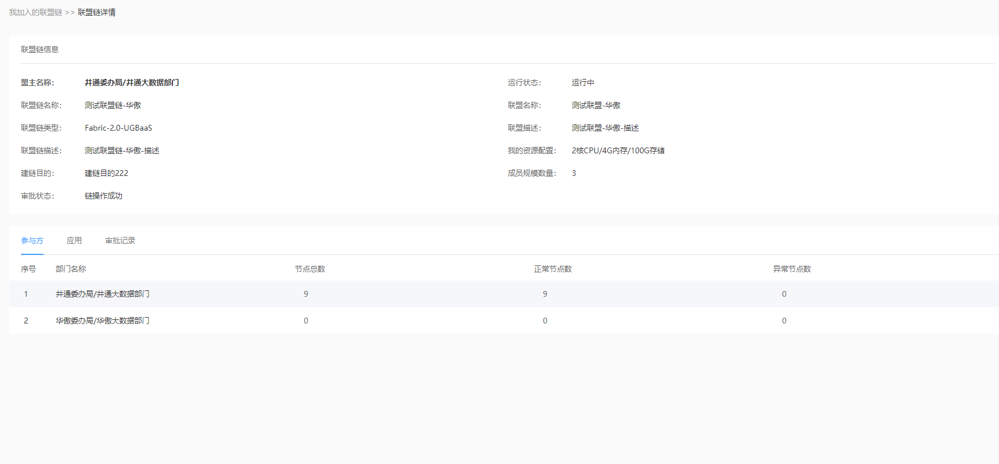 我加入的联盟链 >> 联盟链详情
联盟链信息
盟主名称： 井通委办局/井通大数据部门 运行状态： 运行中
联盟链名称： 测试联盟链-华傲 联盟名称： 测试联盟-华傲
联盟链类型： Fabric-2.0-UGBaaS 联盟描述： 测试联盟-华傲-描述
联盟链描述： 测试联盟链-华傲-描述 我的资源配置： 2核CPU/4G内存/100G存储
建链目的： 建链目的222 成员规模数量： 3
审批状态： 链操作成功
参与方 应用 审批记录
序号 部门名称 节点总数 正常节点数 异常节点数
1 井通委办局/井通大数据部门 9 9 0
2 华傲委办局/华傲大数据部门 0 0 0